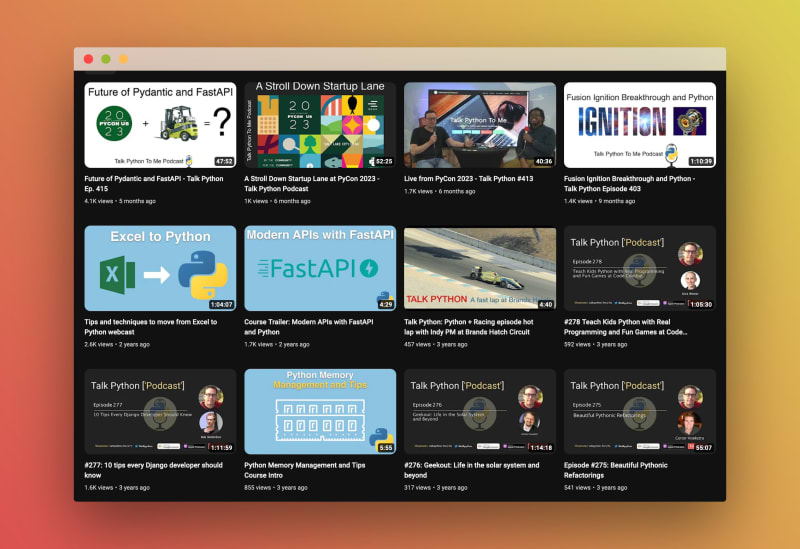 Future of Pydantic and FastAPI
20
PYCON US
23
+
= ?
Talk Python To Me Podcast
47:52
Future of Pydantic and FastAPI - Talk Python
Ep. 415
4.1K views • 5 months ago
A Stroll Down Startup Lane
Talk Python To Me Podcast
20
PYCON US
23
52:25
A Stroll Down Startup Lane at PyCon 2023 -
Talk Python Podcast
1K views • 6 months ago
Talk Python To Me
40:36
Live from PyCon 2023 - Talk Python #413
1.7K views • 6 months ago
Fusion Ignition Breakthrough and Python
IGNITION
Talk Python To Me Podcast
1:10:39
Fusion Ignition Breakthrough and Python -
Talk Python Episode 403
1.4K views • 9 months ago
Excel to Python
X
1:04:07
Tips and techniques to move from Excel to
Python webcast
2.6K views • 2 years ago
Modern APIs with FastAPI
FastAPI
4:29
Course Trailer: Modern APIs with FastAPI
and Python
1.7K views • 2 years ago
TALK PYTHON A fast lap at Brands H
4:40
Talk Python: Python + Racing episode hot
lap with Indy PM at Brands Hatch Circuit
457 views • 3 years ago
Talk Python ['Podcast']
Episode 278
Teach Kids Python with Real Programming
and Fun Games at Code Combat
1:05:30
#278 Teach Kids Python with Real
Programming and Fun Games at Code...
592 views • 3 years ago
Talk Python ['Podcast']
Episode 277
10 Tips Every Django Developer Should Know
1:11:59
#277: 10 tips every Django developer should
know
1.6K views • 3 years ago
Python Memory
Management and Tips
5:55
Python Memory Management and Tips
Course Intro
855 views • 3 years ago
Talk Python ['Podcast']
Episode 276
Geekout: Life in the Solar System,
and Beyond
1:14:18
#276: Geekout: Life in the solar system and
beyond
317 views • 3 years ago
Talk Python ['Podcast']
Episode 275
Beautiful Pythonic Refactorings
55:07
Episode #275: Beautiful Pythonic
Refactorings
541 views • 3 years ago